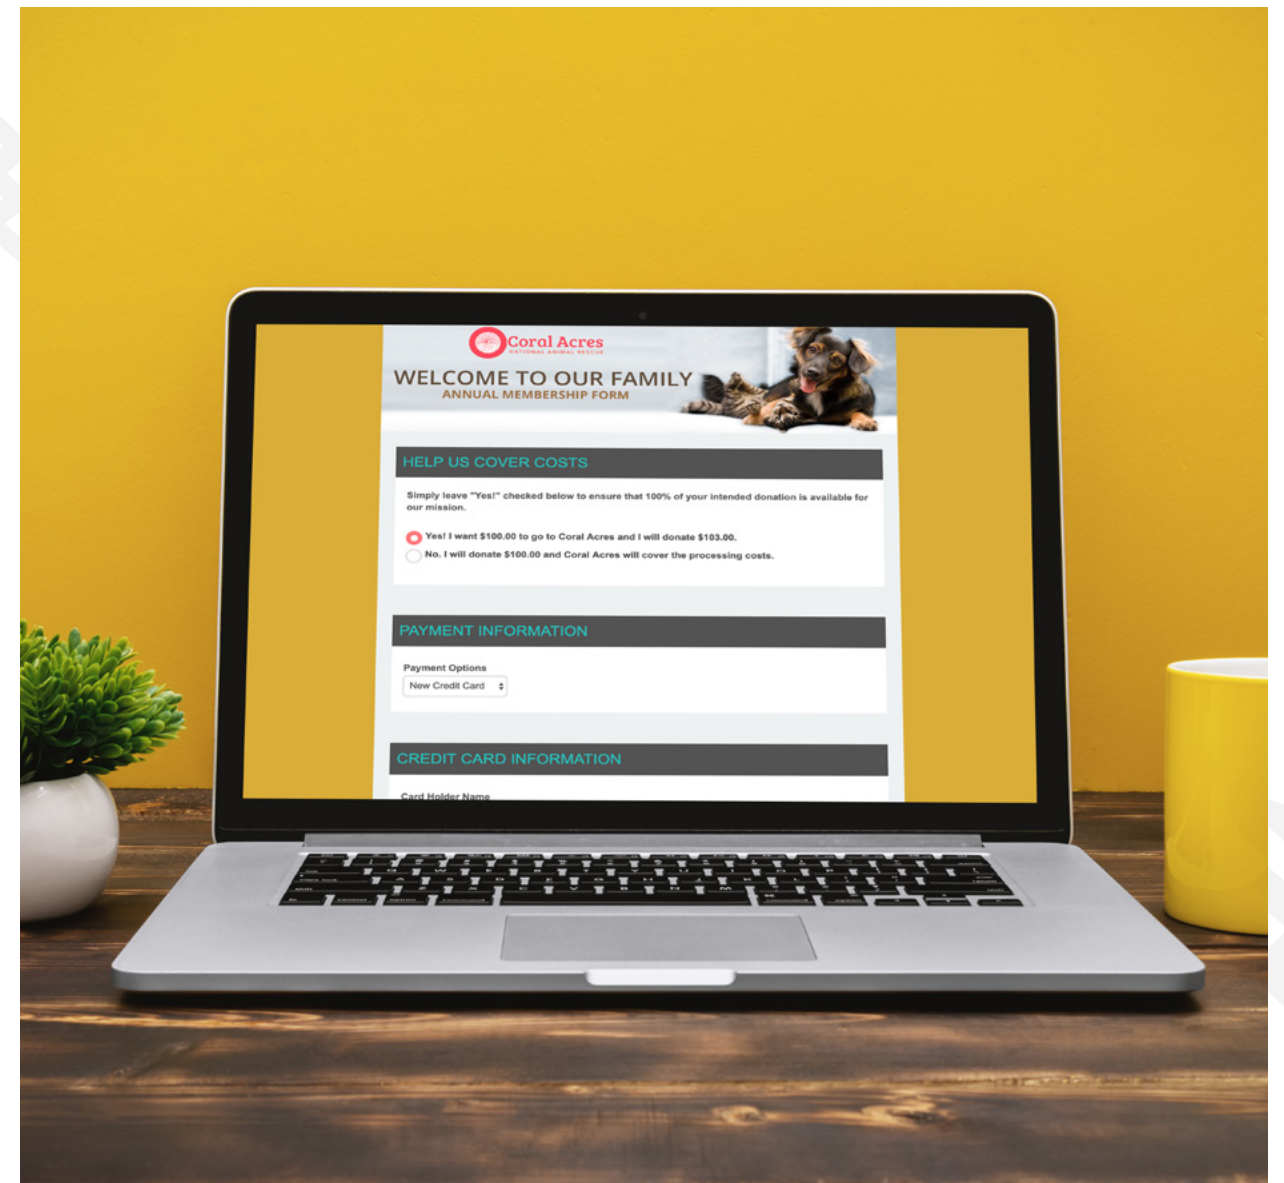 Coral Acres
NATIONAL ANIMAL RESCUE
WELCOME TO OUR FAMILY
ANNUAL MEMBERSHIP FORM
HELP US COVER COSTS
Simply leave "Yes!" checked below to ensure that 100% of your intended donation is available for
our mission.
Yes! I want $100.00 to go to Coral Acres and I will donate $103.00.
No. I will donate $100.00 and Coral Acres will cover the processing costs.
PAYMENT INFORMATION
Payment Options
New Credit Card
CREDIT CARD INFORMATION
Card Holder Name